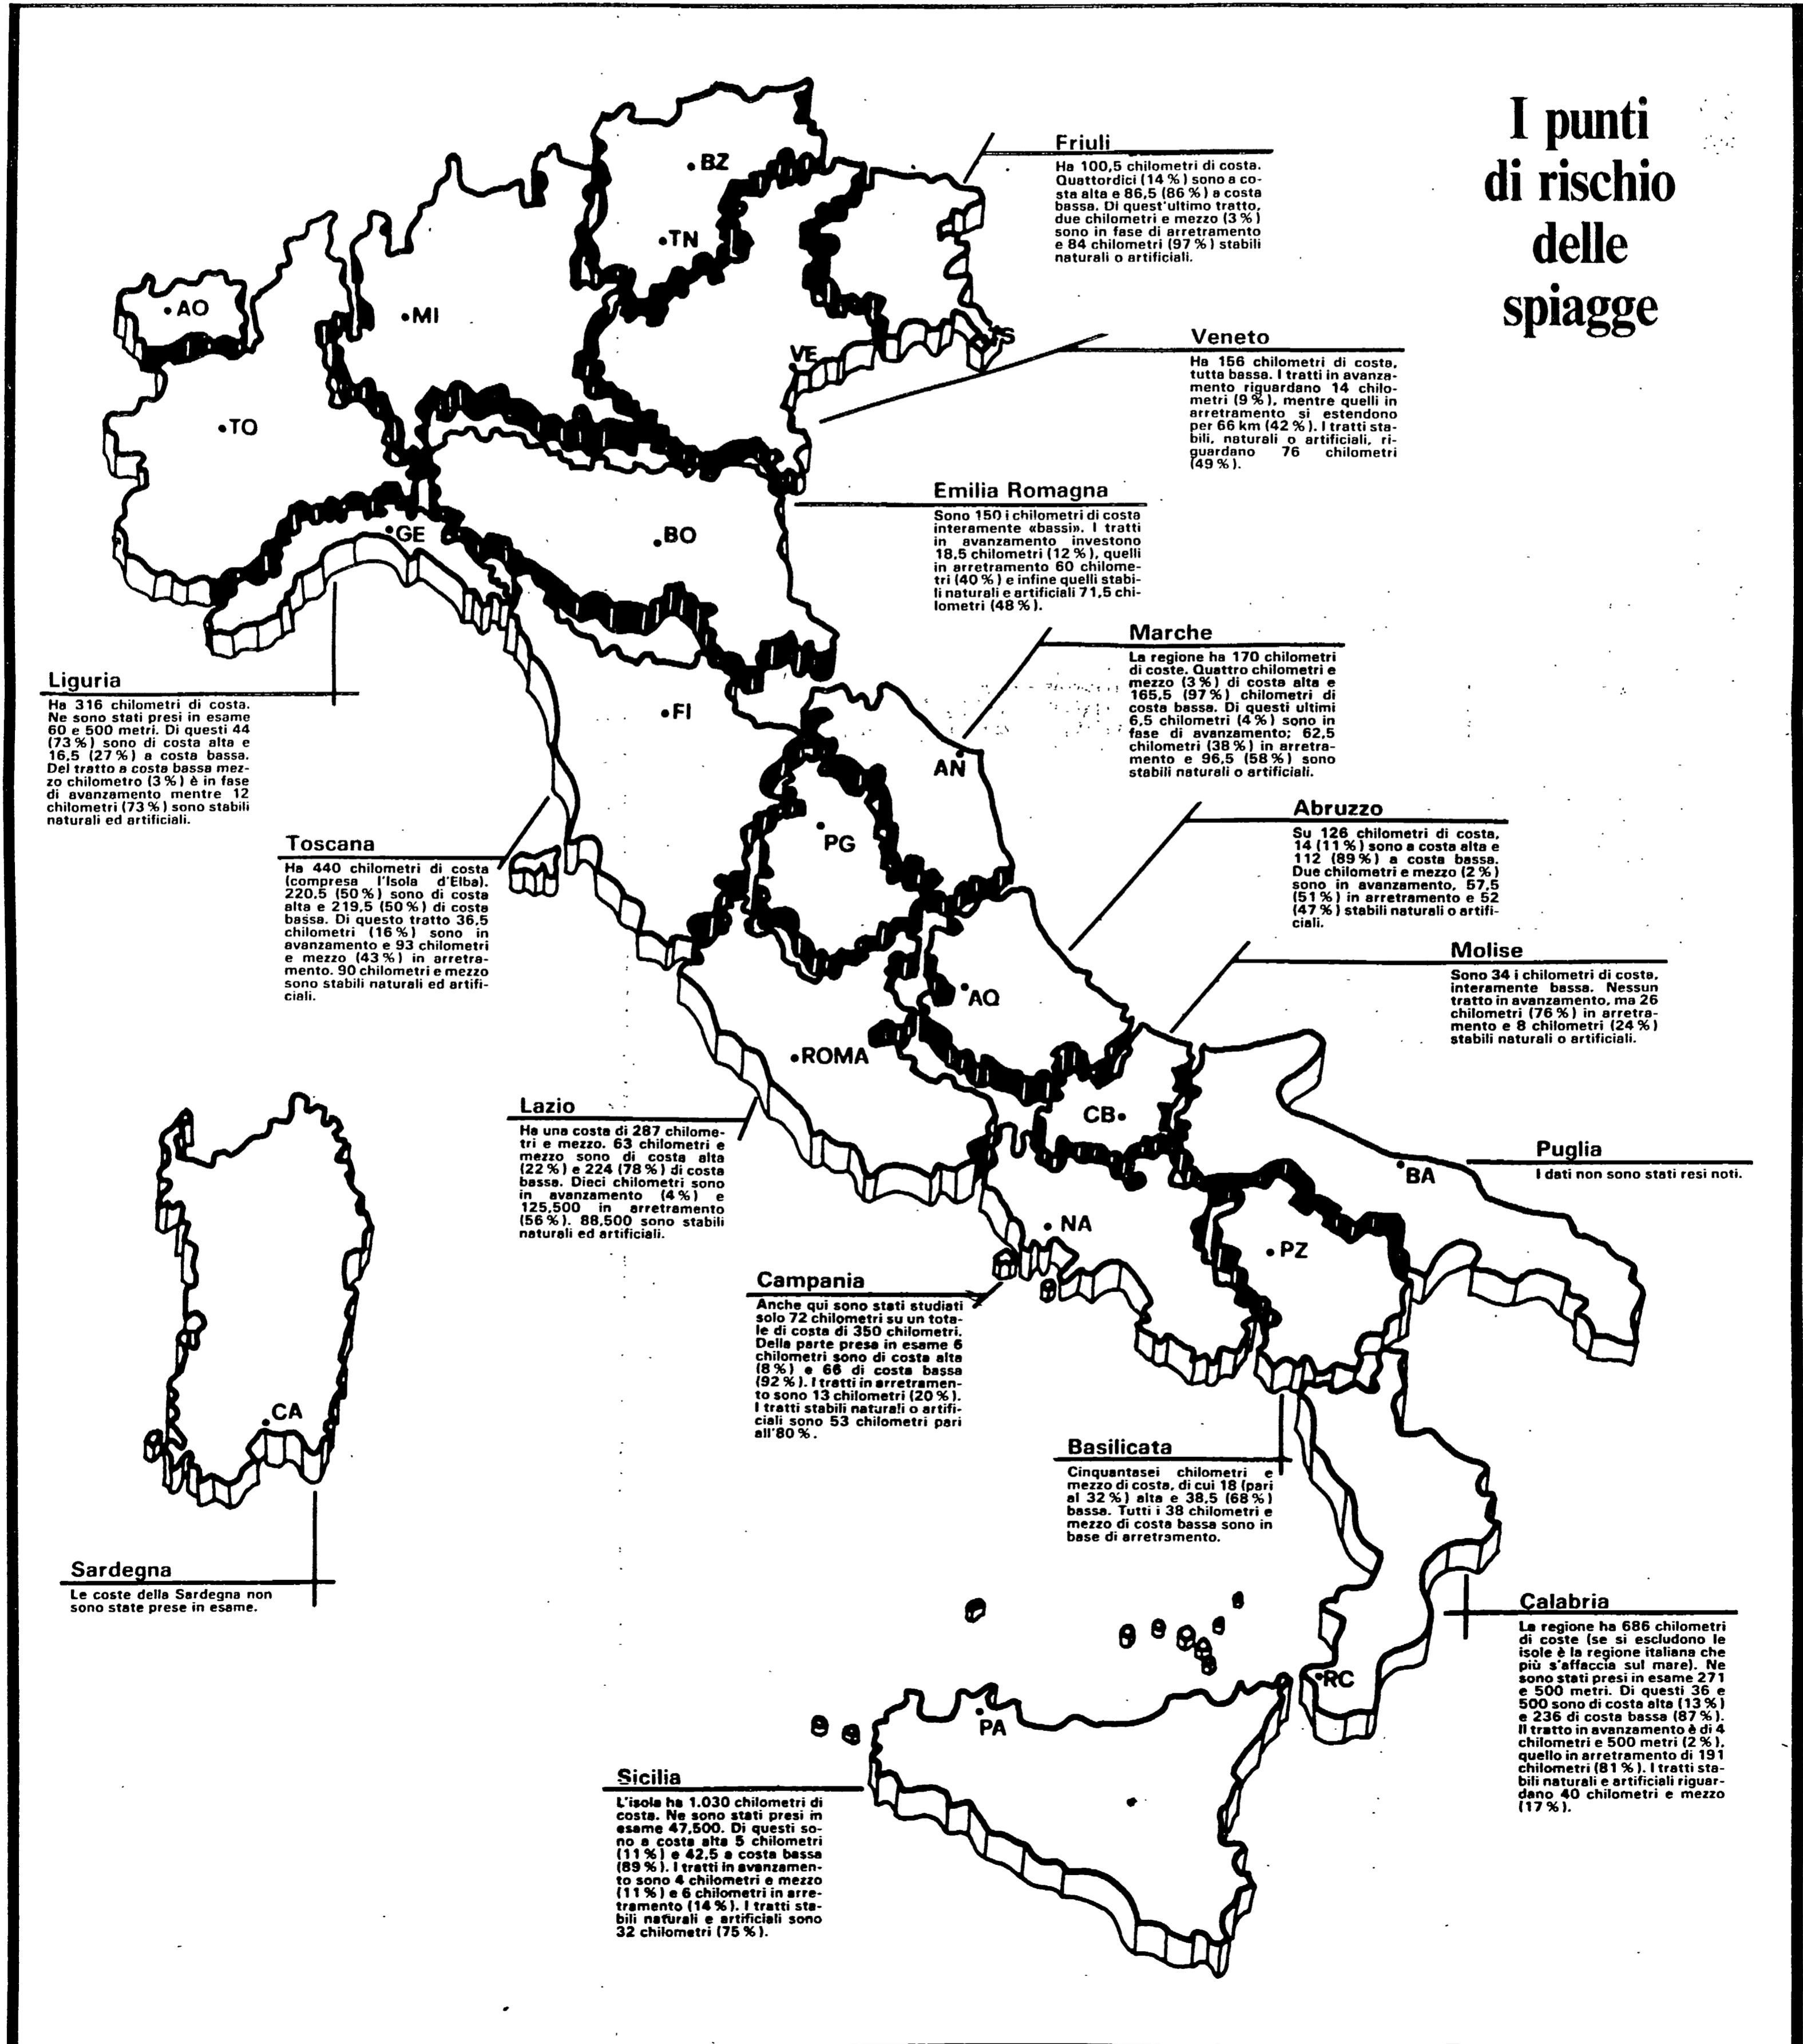 I punti
di rischio
delle
spiagge
Friuli
Ha 100,5 chilometri di costa.
Quattordici (14%) sono a co-
sta alta e 86,5 (86%) a costa
bassa. Di quest'ultimo tratto,
due chilometri e mezzo (3%)
sono in fase di arretramento
e 84 chilometri (97%) stabili
naturali o artificiali.
Veneto
Ha 156 chilometri di costa,
tutta bassa. I tratti in avanza-
mento riguardano 14 chilo-
metri (9%), mentre quelli in
arretramento si estendono
per 66 km (42%). I tratti sta-
bili, naturali o artificiali, ri-
guardano 76 chilometri
(49%).
Emilia Romagna
Sono 150 i chilometri di costa
interamente «bassi». I tratti
in avanzamento investono
18,5 chilometri (12%), quelli
in arretramento 60 chilome-
tri (40%) e infine quelli stabi-
li naturali e artificiali 71,5 chi-
lometri (48%).
Marche
La regione ha 170 chilometri
di coste. Quattro chilometri e
mezzo (3%) di costa alta e
165,5 (97%) chilometri di
costa bassa. Di questi ultimi
6,5 chilometri (4%) sono in
fase di avanzamento; 62,5
chilometri (38%) in arretra-
mento e 96,5 (58%) sono
stabili naturali o artificiali.
Abruzzo
Su 126 chilometri di costa,
14 (11%) sono a costa alta e
112 (89%) a costa bassa.
Due chilometri e mezzo (2%)
sono in avanzamento, 57,5
(51%) in arretramento e 52
(47%) stabili naturali o artifi-
ciali.
Molise
Sono 34 i chilometri di costa,
interamente bassa. Nessun
tratto in avanzamento, ma 26
chilometri (76%) in arretra-
mento e 8 chilometri (24%)
stabili naturali o artificiali.
Puglia
I dati non sono stati resi noti.
Liguria
Ha 316 chilometri di costa.
Ne sono stati presi in esame
60 e 500 metri. Di questi 44
(73%) sono di costa alta e
16,5 (27%) a costa bassa.
Del tratto a costa bassa mez-
zo chilometro (3%) è in fase
di avanzamento mentre 12
chilometri (73%) sono stabili
naturali ed artificiali.
Toscana
Ha 440 chilometri di costa
(compresa l'Isola d'Elba).
220,5 (50%) sono di costa
alta e 219,5 (50%) di costa
bassa. Di questo tratto 36,5
chilometri (16%) sono in
avanzamento e 93 chilometri
e mezzo (43%) in arretra-
mento. 90 chilometri e mezzo
sono stabili naturali ed artifi-
ciali.
Lazio
Ha una costa di 287 chilome-
tri e mezzo. 63 chilometri e
mezzo sono di costa alta
(22%) e 224 (78%) di costa
bassa. Dieci chilometri sono
in avanzamento (4%) e
125,500 in arretramento
(56%). 88,500 sono stabili
naturali ed artificiali.
Campania
Anche qui sono stati studiati
solo 72 chilometri su un tota-
le di costa di 350 chilometri.
Della parte presa in esame 6
chilometri sono di costa alta
(8%) e 66 di costa bassa
(92%). I tratti in arretramen-
to sono 13 chilometri (20%).
I tratti stabili naturali o artifi-
ciali sono 53 chilometri pari
all'80%.
Basilicata
Cinquantasei chilometri e
mezzo di costa, di cui 18 (pari
al 32%) alta e 38,5 (68%)
bassa. Tutti i 38 chilometri e
mezzo di costa bassa sono in
base di arretramento.
Sardegna
Le coste della Sardegna non
sono state prese in esame.
Calabria
La regione ha 686 chilometri
di coste (se si escludono le
isole è la regione italiana che
più s'affaccia sul mare). Ne
sono stati presi in esame 271
e 500 metri. Di questi 36 e
500 sono di costa alta (13%)
e 236 di costa bassa (87%).
Il tratto in avanzamento è di 4
chilometri e 500 metri (2%),
quello in arretramento di 191
chilometri (81%). I tratti sta-
bili naturali e artificiali riguar-
dano 40 chilometri e mezzo
(17%).
Sicilia
L'isola ha 1.030 chilometri di
costa. Ne sono stati presi in
esame 47,500. Di questi so-
no a costa alta 5 chilometri
(11%) e 42,5 a costa bassa
(89%). I tratti in avanzamen-
to sono 4 chilometri e mezzo
(11%) e 6 chilometri in arre-
tramento (14%). I tratti sta-
bili naturali e artificiali sono
32 chilometri (75%).
BZ
TN
AO
MI
TS
VE
TO
GE
BO
FI
AN
PG
AQ
ROMA
CB
BA
NA
PZ
CA
RC
PA